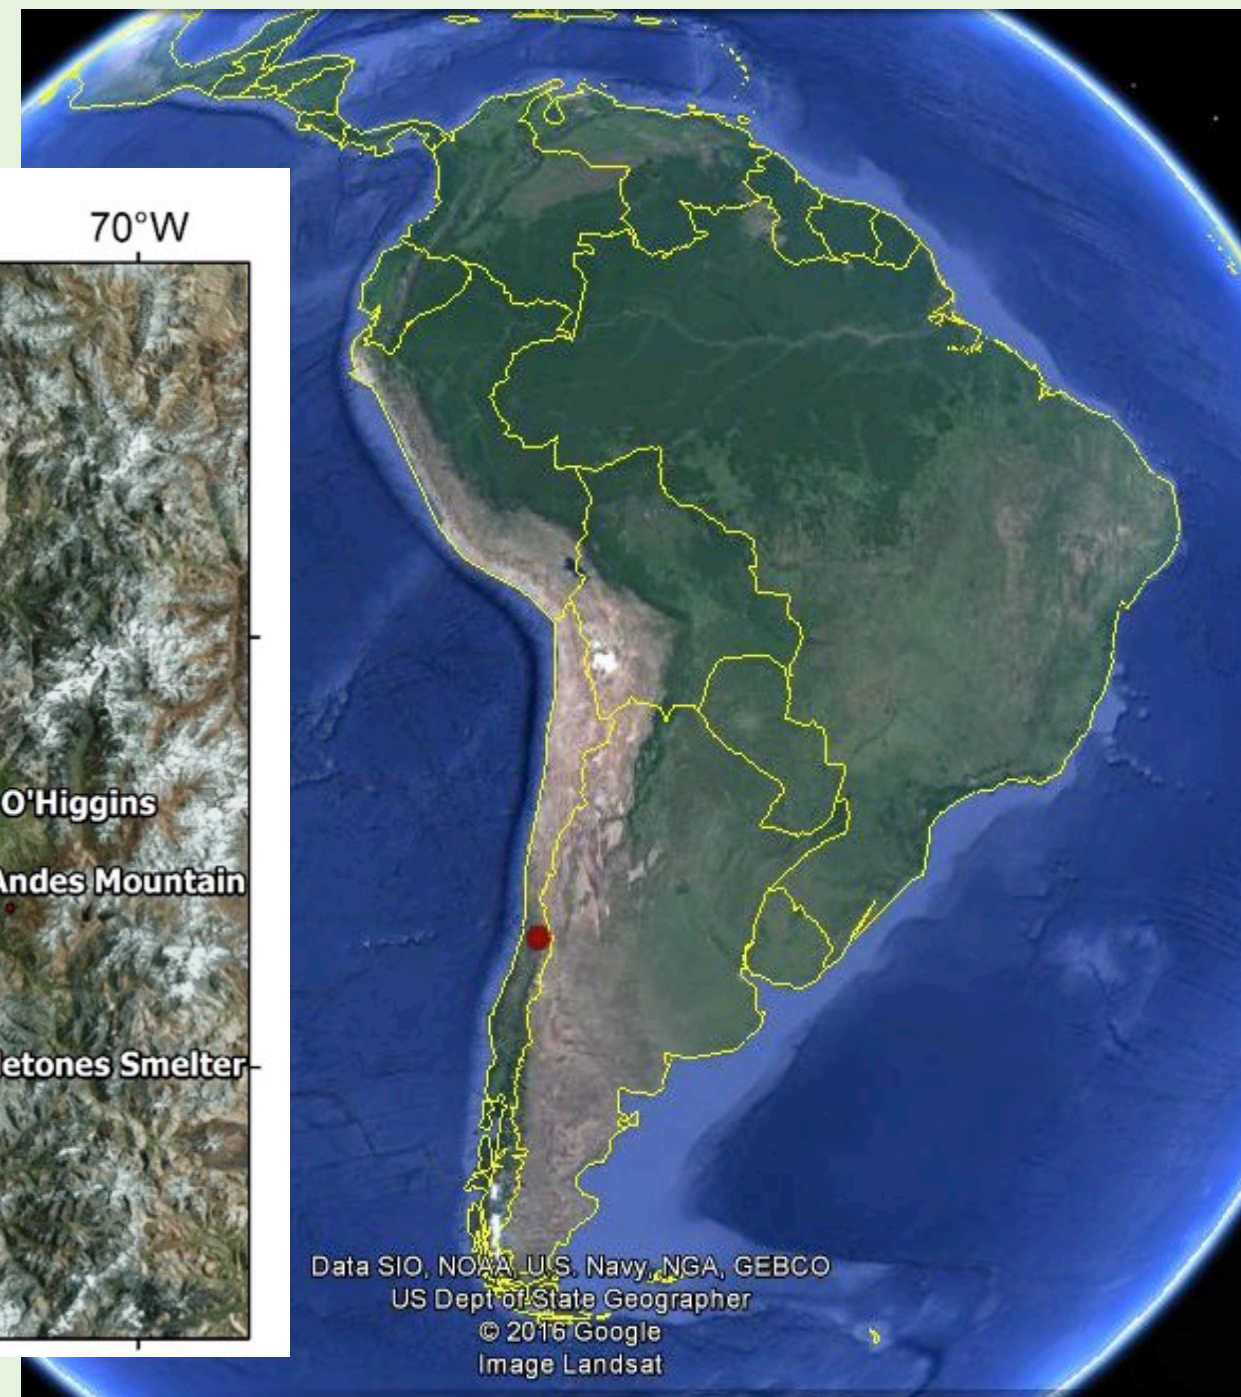 70°W
O'Higgins
Andes Mountain
Smelter
Data SIO, NOAA, U.S. Navy, NGA, GEBCO
US Dept of State Geographer
© 2016 Google
Image Landsat